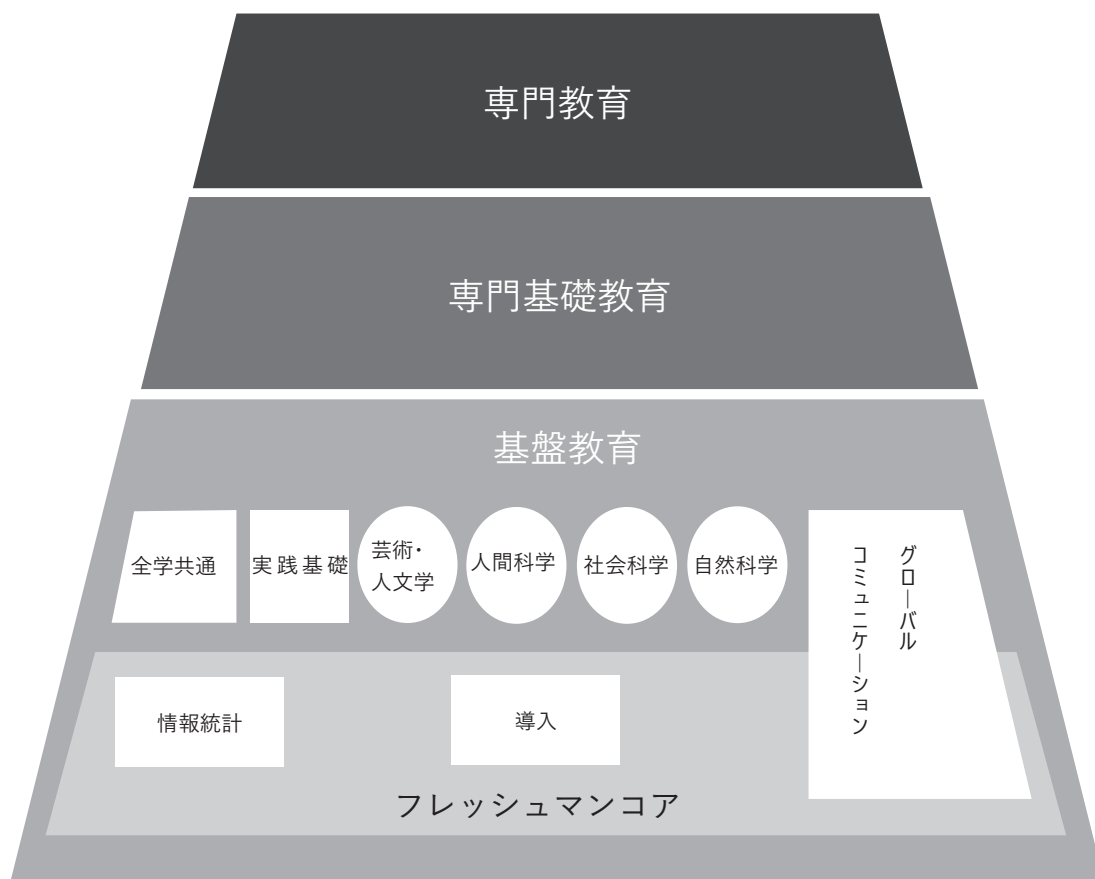 専門教育
専門基礎教育
基盤教育
全学共通
実践基礎
芸術・
人文学
人間科学
社会科学
自然科学
グローバル
コミュニケーション
情報統計
導入
フレッシュマンコア